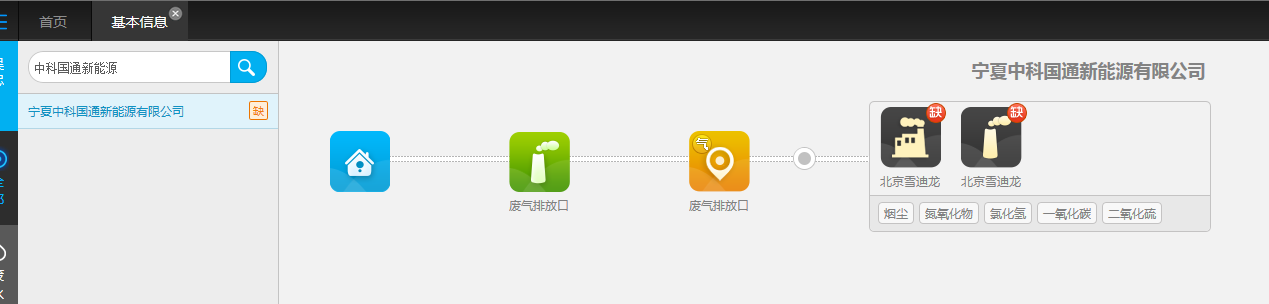 首页
基本信息
中科国通新能源
宁夏中科国通新能源有限公司
缺
全
部
宁夏中科国通新能源有限公司
缺
缺
气
废气排放口
废气排放口
北京雪迪龙
北京雪迪龙
烟尘
氮氧化物
氯化氢
一氧化碳
二氧化硫